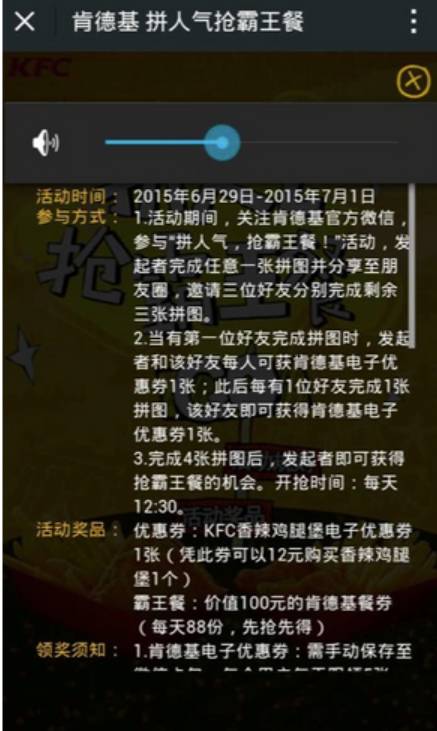 肯德基 拼人气抢霸王餐
KFC
活动时间： 2015年6月29日-2015年7月1日
参与方式： 1.活动期间，关注肯德基官方微信，
参与"拼人气，抢霸王餐！"活动，发
起者完成任意一张拼图并分享至朋
友圈，邀请三位好友分别完成剩余
三张拼图。
2.当有第一位好友完成拼图时，发起
者和该好友每人可获肯德基电子优
惠券1张；此后每有1位好友完成1张
拼图，该好友即可获得肯德基电子
优惠券1张。
3.完成4张拼图后，发起者即可获得
抢霸王餐的机会。开抢时间：每天
12:30。
活动奖品： 优惠券：KFC香辣鸡腿堡电子优惠券
1张（凭此券可以12元购买香辣鸡腿
堡1个）
霸王餐：价值100元的肯德基餐券
（每天88份，先抢先得）
领奖须知： 1.肯德基电子优惠券：需手动保存至